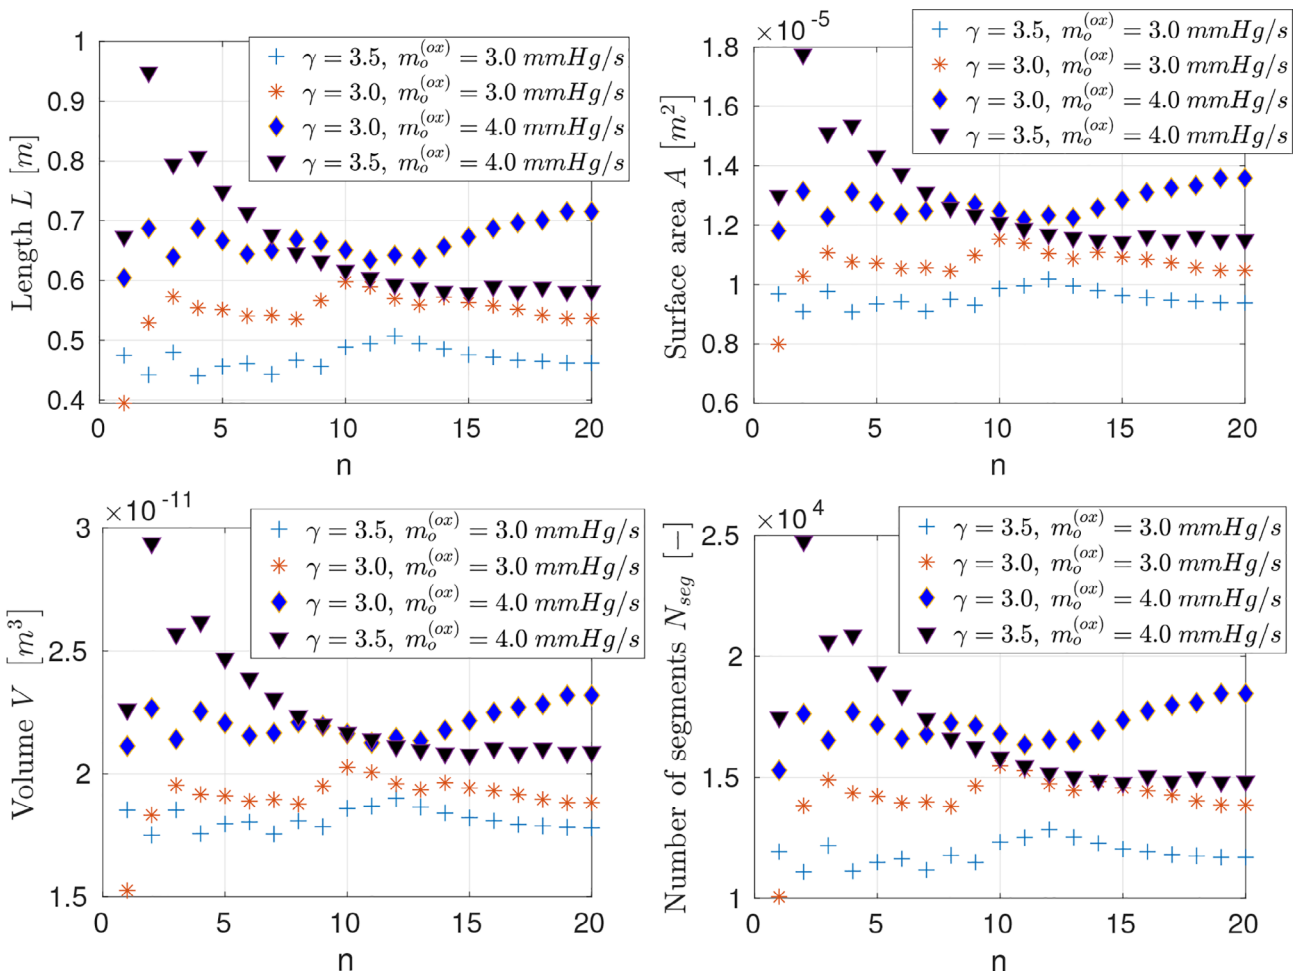 1
0.9
0.8
0.7
0.6
0.5
0.4
0
5
10
15
20
n
Length L [m]
γ = 3.5, m_o^(ox) = 3.0 mmHg/s
γ = 3.0, m_o^(ox) = 3.0 mmHg/s
γ = 3.0, m_o^(ox) = 4.0 mmHg/s
γ = 3.5, m_o^(ox) = 4.0 mmHg/s
×10^-5
1.8
1.6
1.4
1.2
1
0.8
0.6
0
5
10
15
20
n
Surface area A [m^2]
γ = 3.5, m_o^(ox) = 3.0 mmHg/s
γ = 3.0, m_o^(ox) = 3.0 mmHg/s
γ = 3.0, m_o^(ox) = 4.0 mmHg/s
γ = 3.5, m_o^(ox) = 4.0 mmHg/s
×10^-11
3
2.5
2
1.5
0
5
10
15
20
n
Volume V [m^3]
γ = 3.5, m_o^(ox) = 3.0 mmHg/s
γ = 3.0, m_o^(ox) = 3.0 mmHg/s
γ = 3.0, m_o^(ox) = 4.0 mmHg/s
γ = 3.5, m_o^(ox) = 4.0 mmHg/s
×10^4
2.5
2
1.5
1
0
5
10
15
20
n
Number of segments N_seg [−]
γ = 3.5, m_o^(ox) = 3.0 mmHg/s
γ = 3.0, m_o^(ox) = 3.0 mmHg/s
γ = 3.0, m_o^(ox) = 4.0 mmHg/s
γ = 3.5, m_o^(ox) = 4.0 mmHg/s